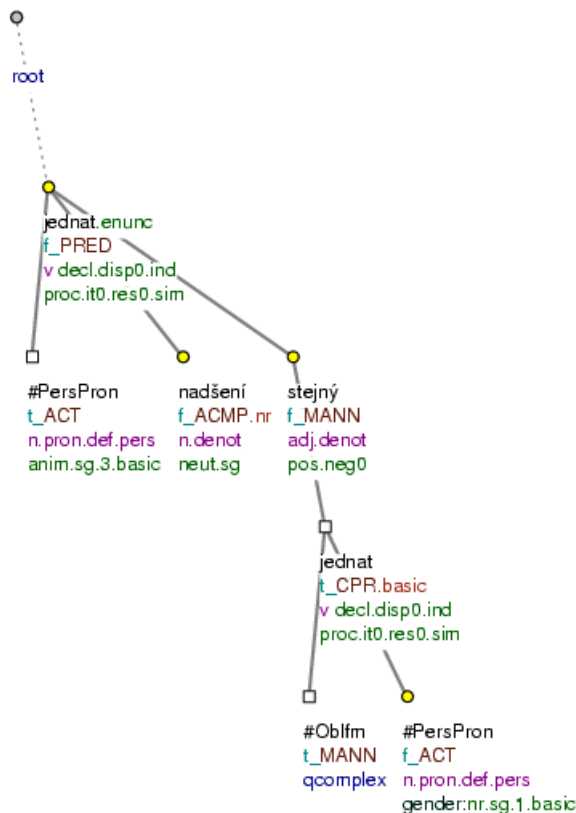 root
jednat.enunc
f_PRED
v decl.disp0.ind
proc.it0.res0.sim
#PersPron
t_ACT
n.pron.def.pers
anim.sg.3.basic
nadšení
f_ACMP.nr
n.denot
neut.sg
stejný
f_MANN
adj.denot
pos.neg0
jednat
t_CPR.basic
v decl.disp0.ind
proc.it0.res0.sim
#Oblfm
t_MANN
qcomplex
#PersPron
f_ACT
n.pron.def.pers
gender:nr.sg.1.basic